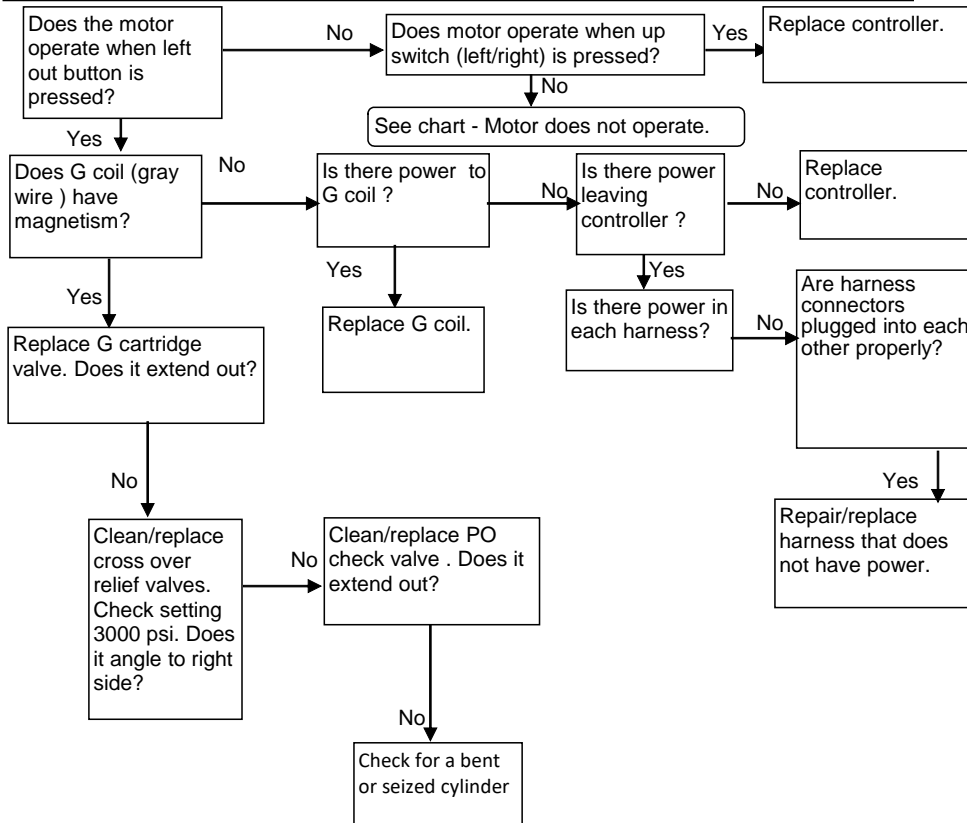 Does the motor
operate when left
out button is
pressed?
No
Does motor operate when up
switch (left/right) is pressed?
Yes
Replace controller.
No
See chart - Motor does not operate.
Yes
Does G coil (gray
wire ) have
magnetism?
No
Is there power  to
G coil ?
No
Is there power
leaving
controller ?
No
Replace
controller.
Yes
Replace G coil.
Yes
Is there power in
each harness?
No
Are harness
connectors
plugged into each
other properly?
Yes
Repair/replace
harness that does
not have power.
Yes
Replace G cartridge
valve. Does it extend out?
No
Clean/replace
cross over
relief valves.
Check setting
3000 psi. Does
it angle to right
side?
No
Clean/replace PO
check valve . Does it
extend out?
No
Check for a bent
or seized cylinder